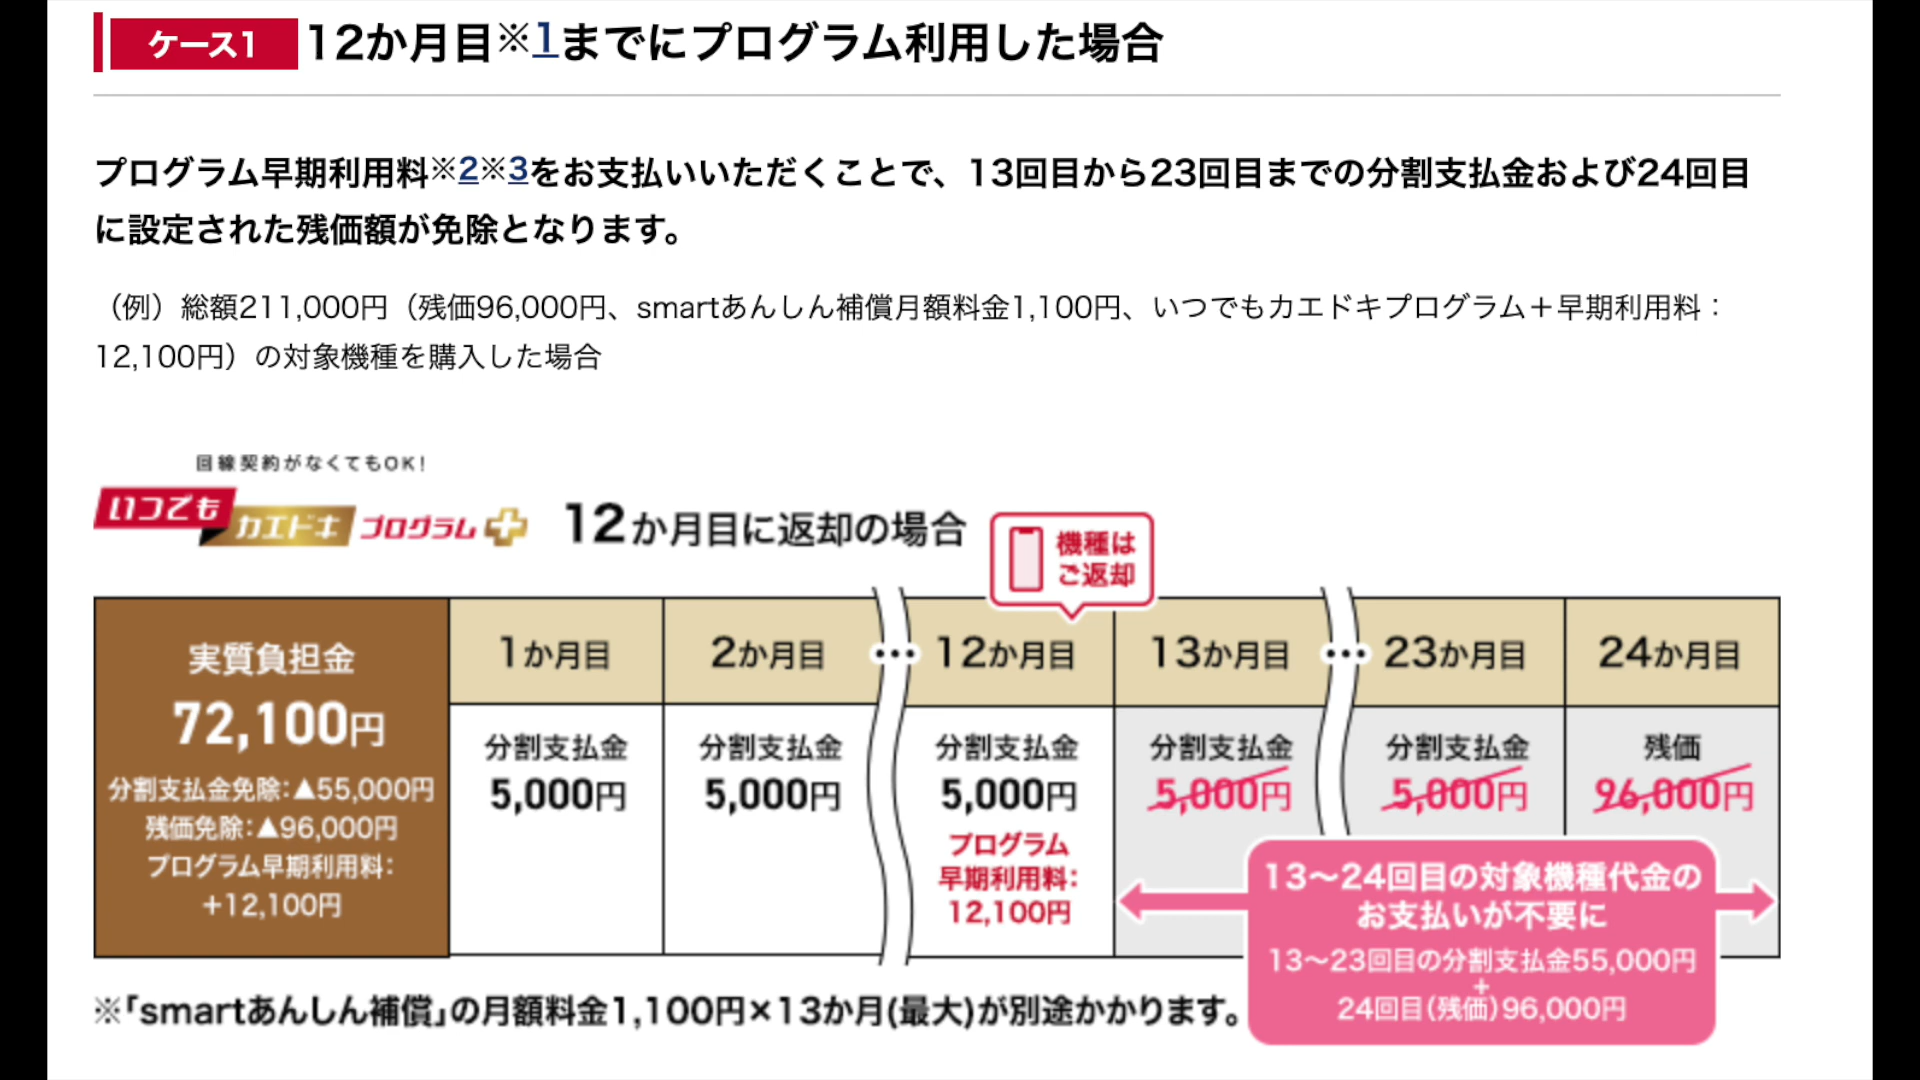 ケース1 12か月目※1までにプログラム利用した場合
プログラム早期利用料※2※3をお支払いいただくことで、13回目から23回目までの分割支払金および24回目
に設定された残価額が免除となります。
（例）総額211,000円（残価96,000円、smartあんしん補償月額料金1,100円、いつでもカエドキプログラム＋早期利用料：
12,100円）の対象機種を購入した場合
回線契約がなくてもOK!
いつでもカエドキプログラム+ 12か月目に返却の場合
機種は
ご返却
実質負担金
72,100円
分割支払金免除：▲55,000円
残価免除：▲96,000円
プログラム早期利用料：
+12,100円
1か月目 2か月目 ••• 12か月目 13か月目 ••• 23か月目 24か月目
分割支払金 分割支払金 分割支払金 分割支払金 分割支払金 残価
5,000円 5,000円 5,000円 5,000円 5,000円 96,000円
プログラム
早期利用料：
12,100円
13〜24回目の対象機種代金の
お支払いが不要に
13〜23回目の分割支払金55,000円
+
24回目(残価)96,000円
※「smartあんしん補償」の月額料金1,100円×13か月(最大)が別途かかります。